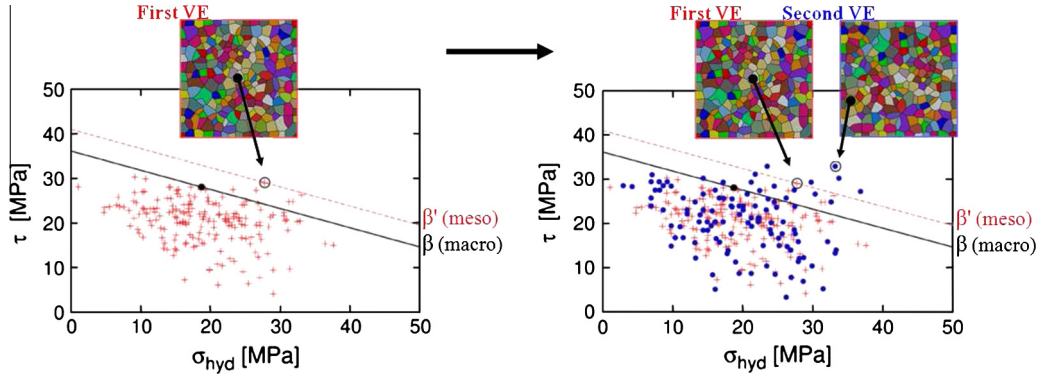 First VE
50
40
30
20
10
0
τ [MPa]
0 10 20 30 40 50
σhyd [MPa]
β' (meso)
β (macro)
First VE Second VE
50
40
30
20
10
0
τ [MPa]
0 10 20 30 40 50
σhyd [MPa]
β' (meso)
β (macro)